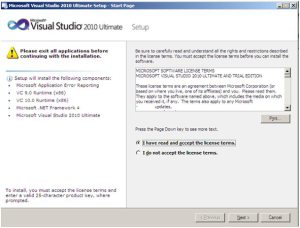 Microsoft Visual Studio 2010 Ultimate Setup - Start Page
Microsoft
Visual Studio 2010 Ultimate Setup
Please exit all applications before
continuing with the installation.
Setup will install the following components:
Microsoft Application Error Reporting
VC 9.0 Runtime (x86)
VC 10.0 Runtime (x86)
Microsoft .NET Framework 4
Microsoft Visual Studio 2010 Ultimate
To install, you must accept the license terms and
enter a valid 25-character product key, where
prompted.
Be sure to carefully read and understand all the rights and restrictions described
in the license terms. You must accept the license terms before you can install the
software.
MICROSOFT SOFTWARE LICENSE TERMS
MICROSOFT VISUAL STUDIO 2010 ULTIMATE AND TRIAL EDITION
These license terms are an agreement between Microsoft Corporation (or
based on where you live, one of its affiliates) and you. Please read them.
They apply to the software named above, which includes the media on which
you received it, if any. The terms also apply to any Microsoft
updates,
Print...
Press the Page Down key to see more text.
I have read and accept the license terms.
I do not accept the license terms.
< Previous
Next >
Cancel